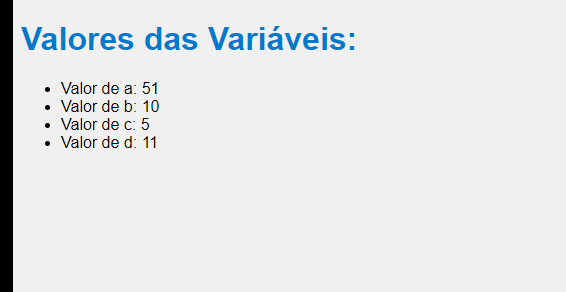 Valores das Variáveis:
Valor de a: 51
Valor de b: 10
Valor de c: 5
Valor de d: 11